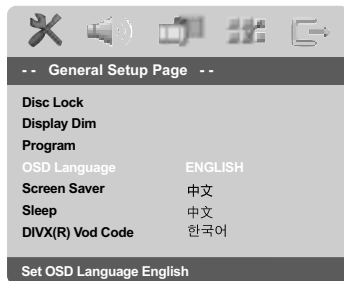 - - General Setup Page - -
Disc Lock
Display Dim
Program
OSD Language ENGLISH
Screen Saver 中文
Sleep 中文
DIVX(R) Vod Code 한국어
Set OSD Language English